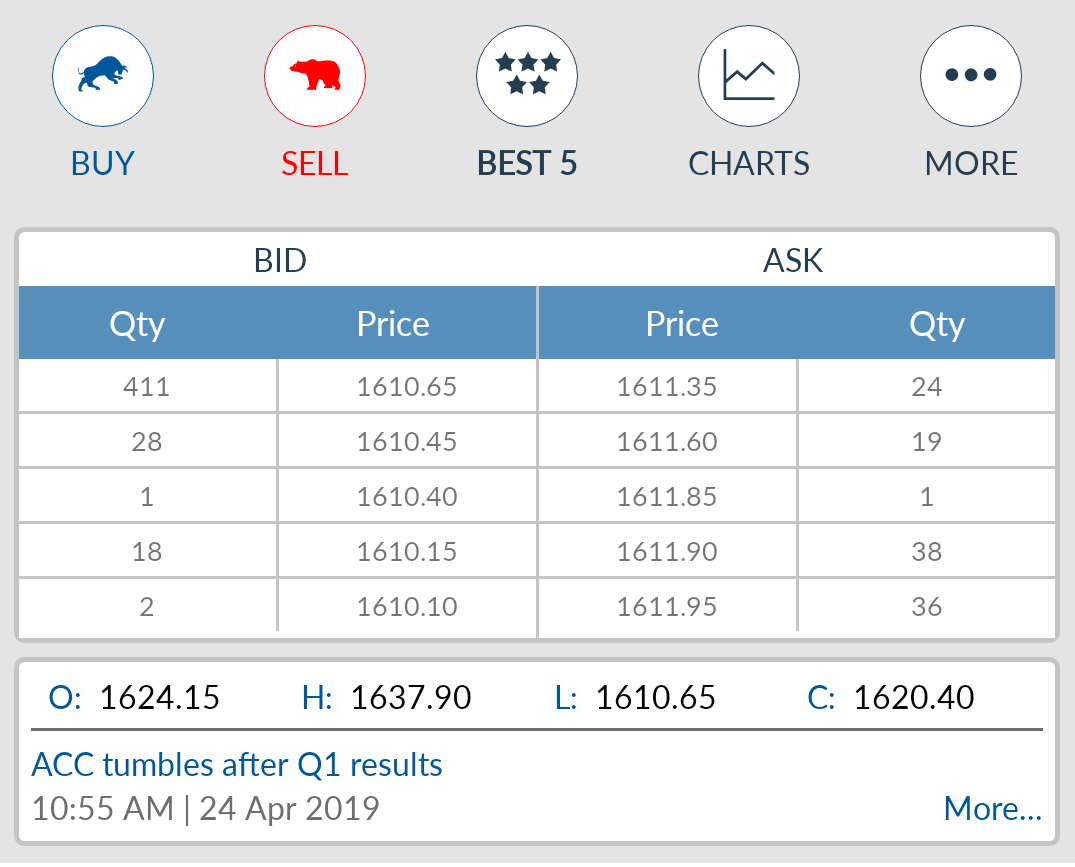 BUY SELL BEST 5 CHARTS MORE
BID ASK
Qty Price Price Qty
411 1610.65 1611.35 24
28 1610.45 1611.60 19
1 1610.40 1611.85 1
18 1610.15 1611.90 38
2 1610.10 1611.95 36
O: 1624.15 H: 1637.90 L: 1610.65 C: 1620.40
ACC tumbles after Q1 results
10:55 AM | 24 Apr 2019 More...